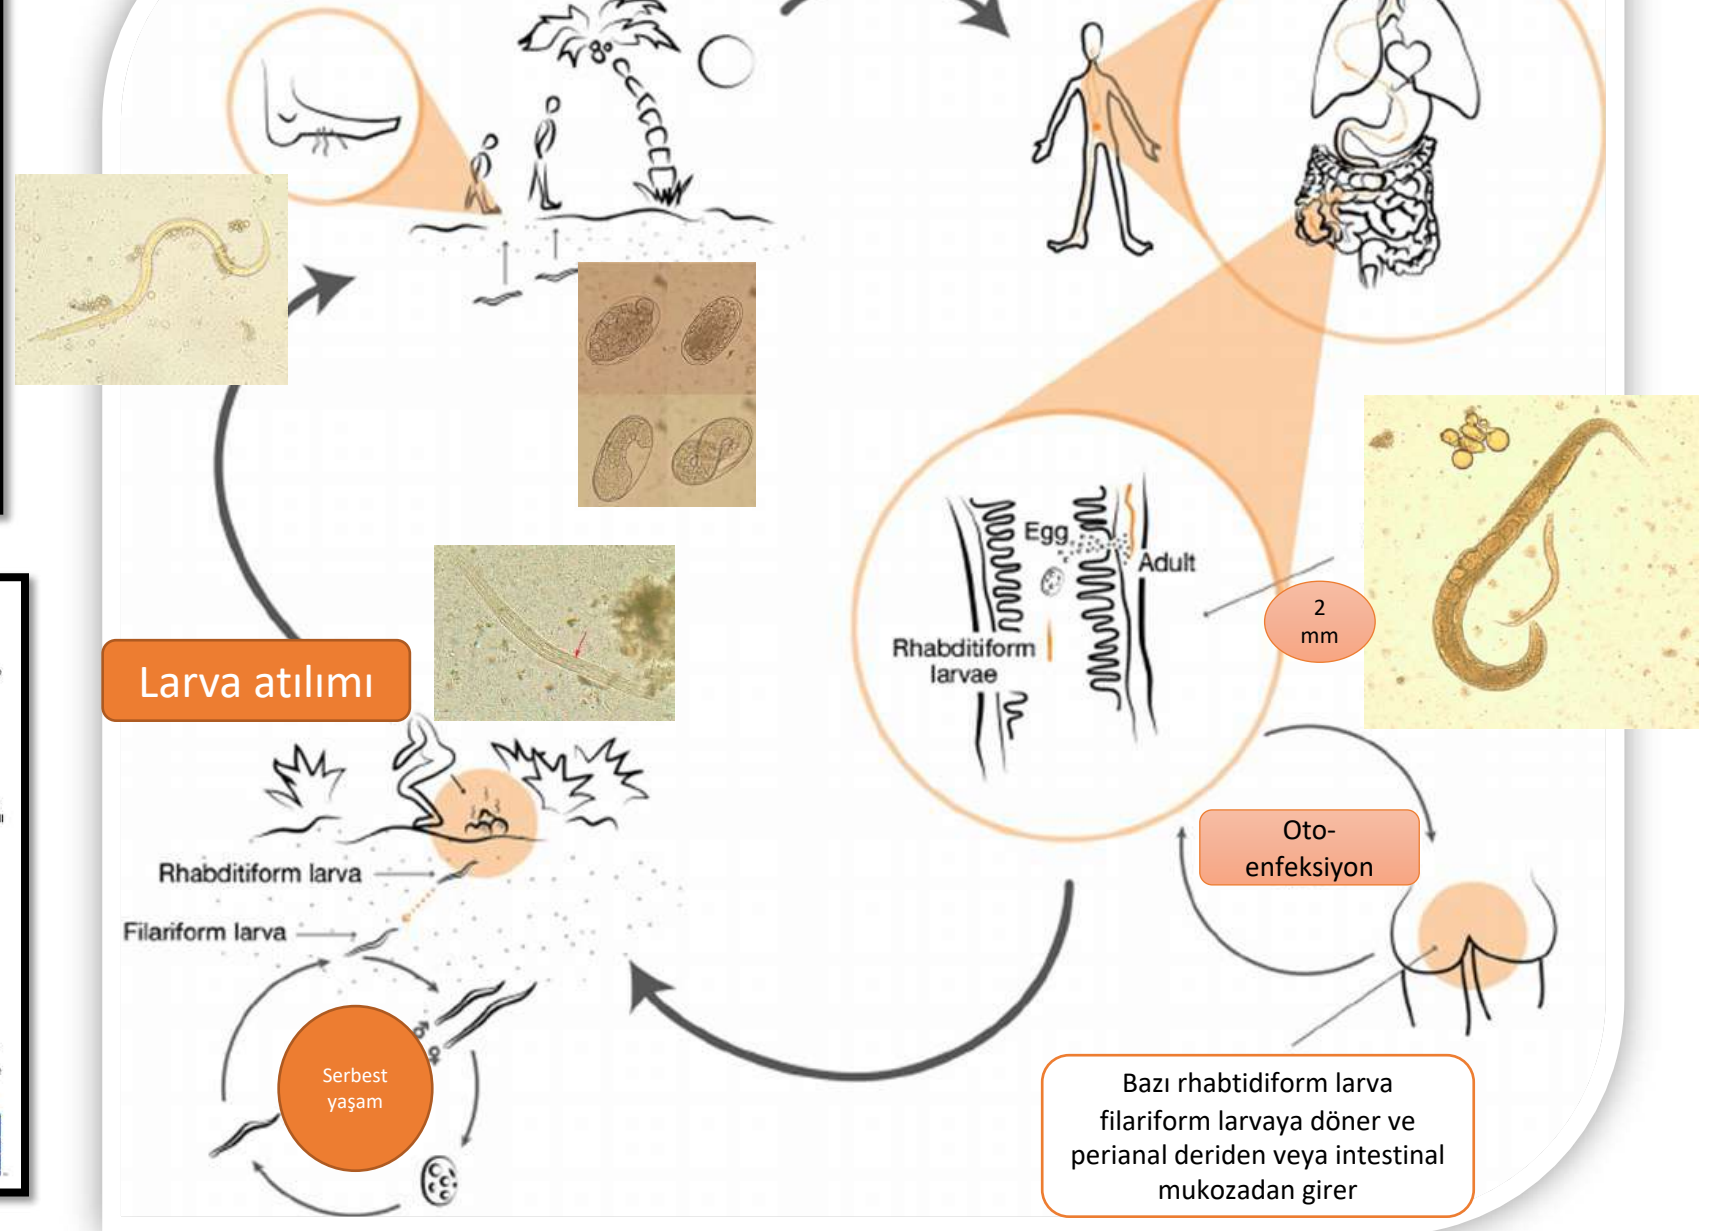 Egg
Adult
2
mm
Rhabditiform
larvae
Larva atılımı
Oto-
enfeksiyon
Rhabditiform larva
Filariform larva
♂
♀
Serbest
yaşam
Bazı rhabtidiform larva
filariform larvaya döner ve
perianal deriden veya intestinal
mukozadan girer